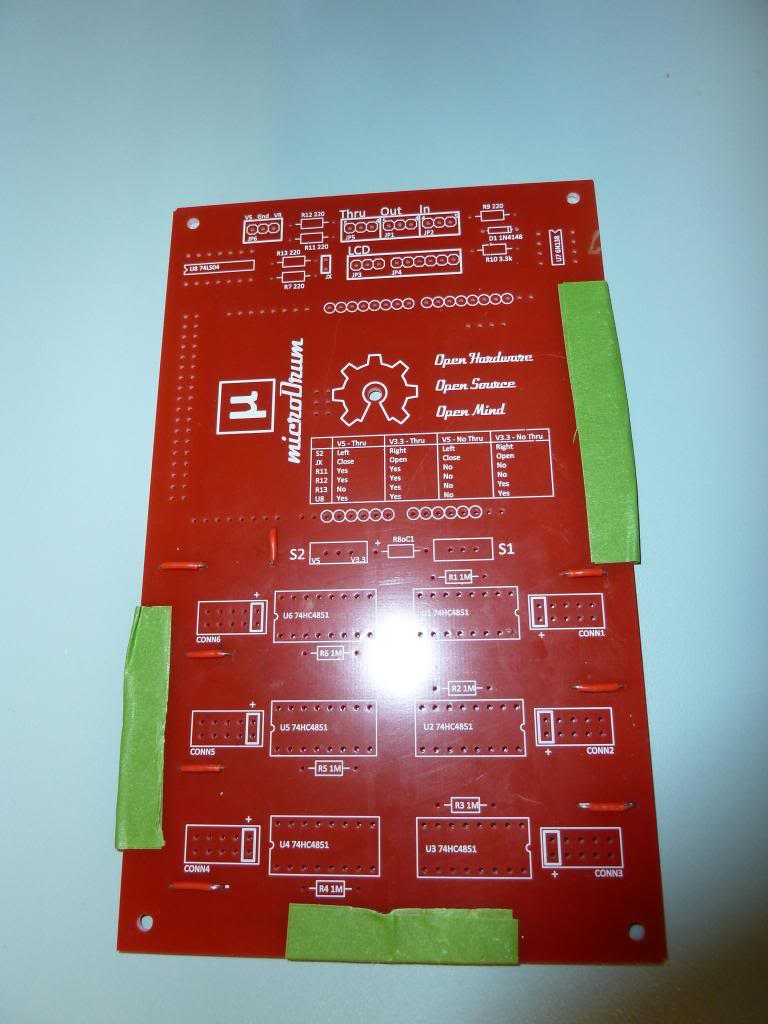 V5 Gnd VR
JP6
R12 220
R11 220
Thru Out In
JP5 JP1 JP2
R9 220
D1 1N4148
R10 3.3k
U7 6N138
U8 74LS04
R13 220
R7 220
JX
LCD
JP3 JP4
µ
microDrum
Open Hardware
Open Source
Open Mind
V5 - Thru V3.3 - Thru V5 - No Thru V3.3 - No Thru
S2 Left Right Left Right
JX Close Open Close Open
R11 Yes Yes No No
R12 Yes Yes No No
R13 No Yes No Yes
U8 Yes Yes No Yes
S2 V5 V3.3 + R8oC1 S1
R1 1M
+ U6 74HC4851 U1 74HC4851
CONN6 + CONN1
R6 1M
R2 1M
+ U5 74HC4851 U2 74HC4851
CONN5 + CONN2
R5 1M
R3 1M
+ U4 74HC4851 U3 74HC4851
CONN4 + CONN3
R4 1M